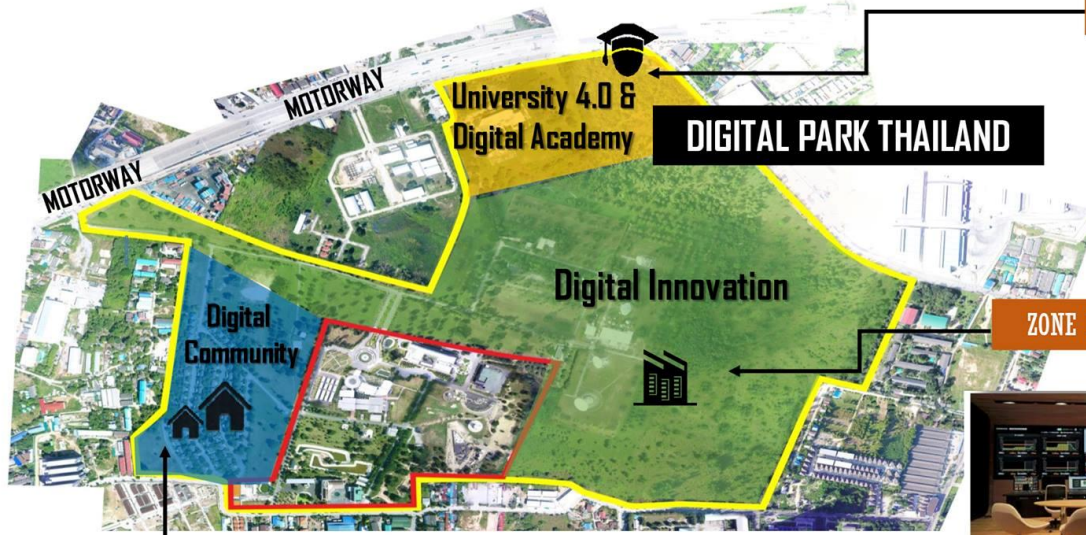 MOTORWAY
MOTORWAY
University 4.0 &
Digital Academy
DIGITAL PARK THAILAND
Digital Innovation
Digital
Community
ZONE